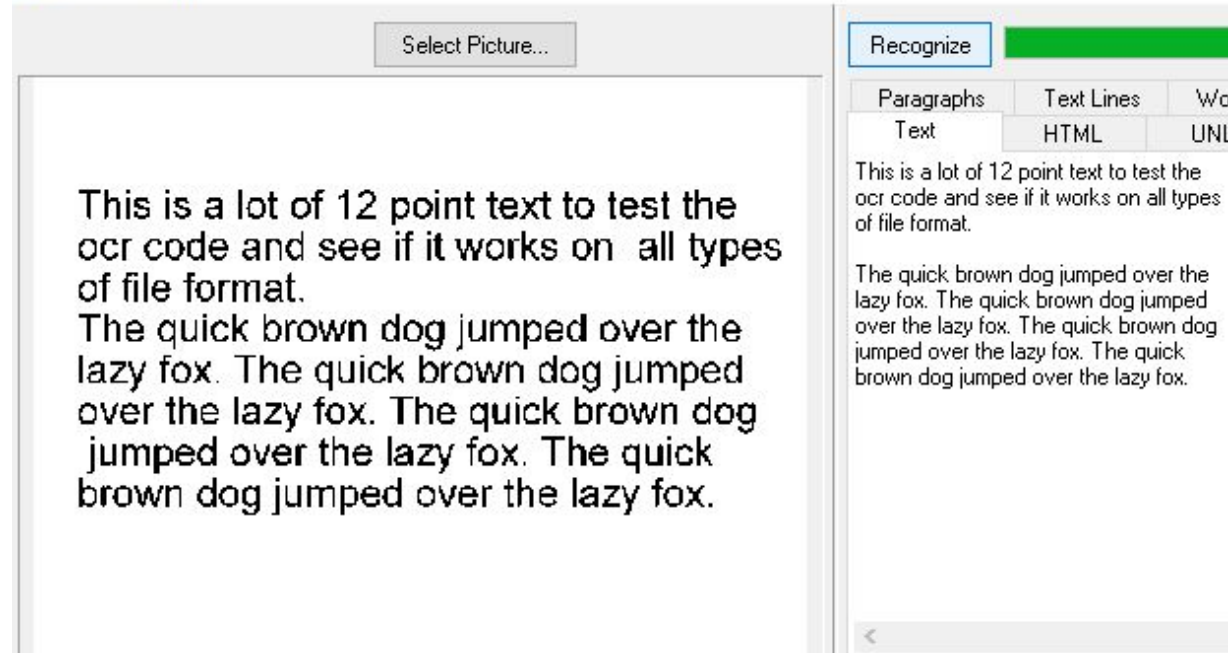 Select Picture...
This is a lot of 12 point text to test the
ocr code and see if it works on  all types
of file format.
The quick brown dog jumped over the
lazy fox. The quick brown dog jumped
over the lazy fox. The quick brown dog
jumped over the lazy fox. The quick
brown dog jumped over the lazy fox.
Recognize
Paragraphs Text Lines
Text HTML
This is a lot of 12 point text to test the
ocr code and see if it works on all types
of file format.
The quick brown dog jumped over the
lazy fox. The quick brown dog jumped
over the lazy fox. The quick brown dog
jumped over the lazy fox. The quick
brown dog jumped over the lazy fox.